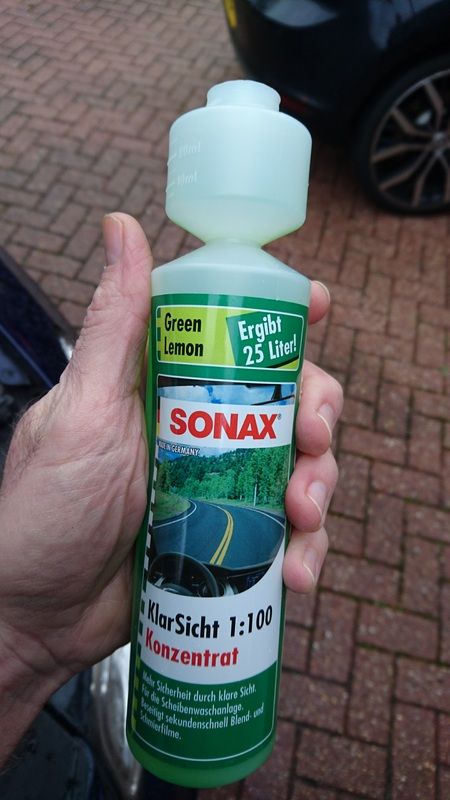 Green
Lemon
Ergibt
25 Liter!
SONAX®
MADE IN GERMANY
KlarSicht 1:100
Konzentrat
Mehr Sicherheit durch klare Sicht.
Für die Scheibenwaschanlage.
Beseitigt sekundenschnell Blend- und
Schmierfilme.